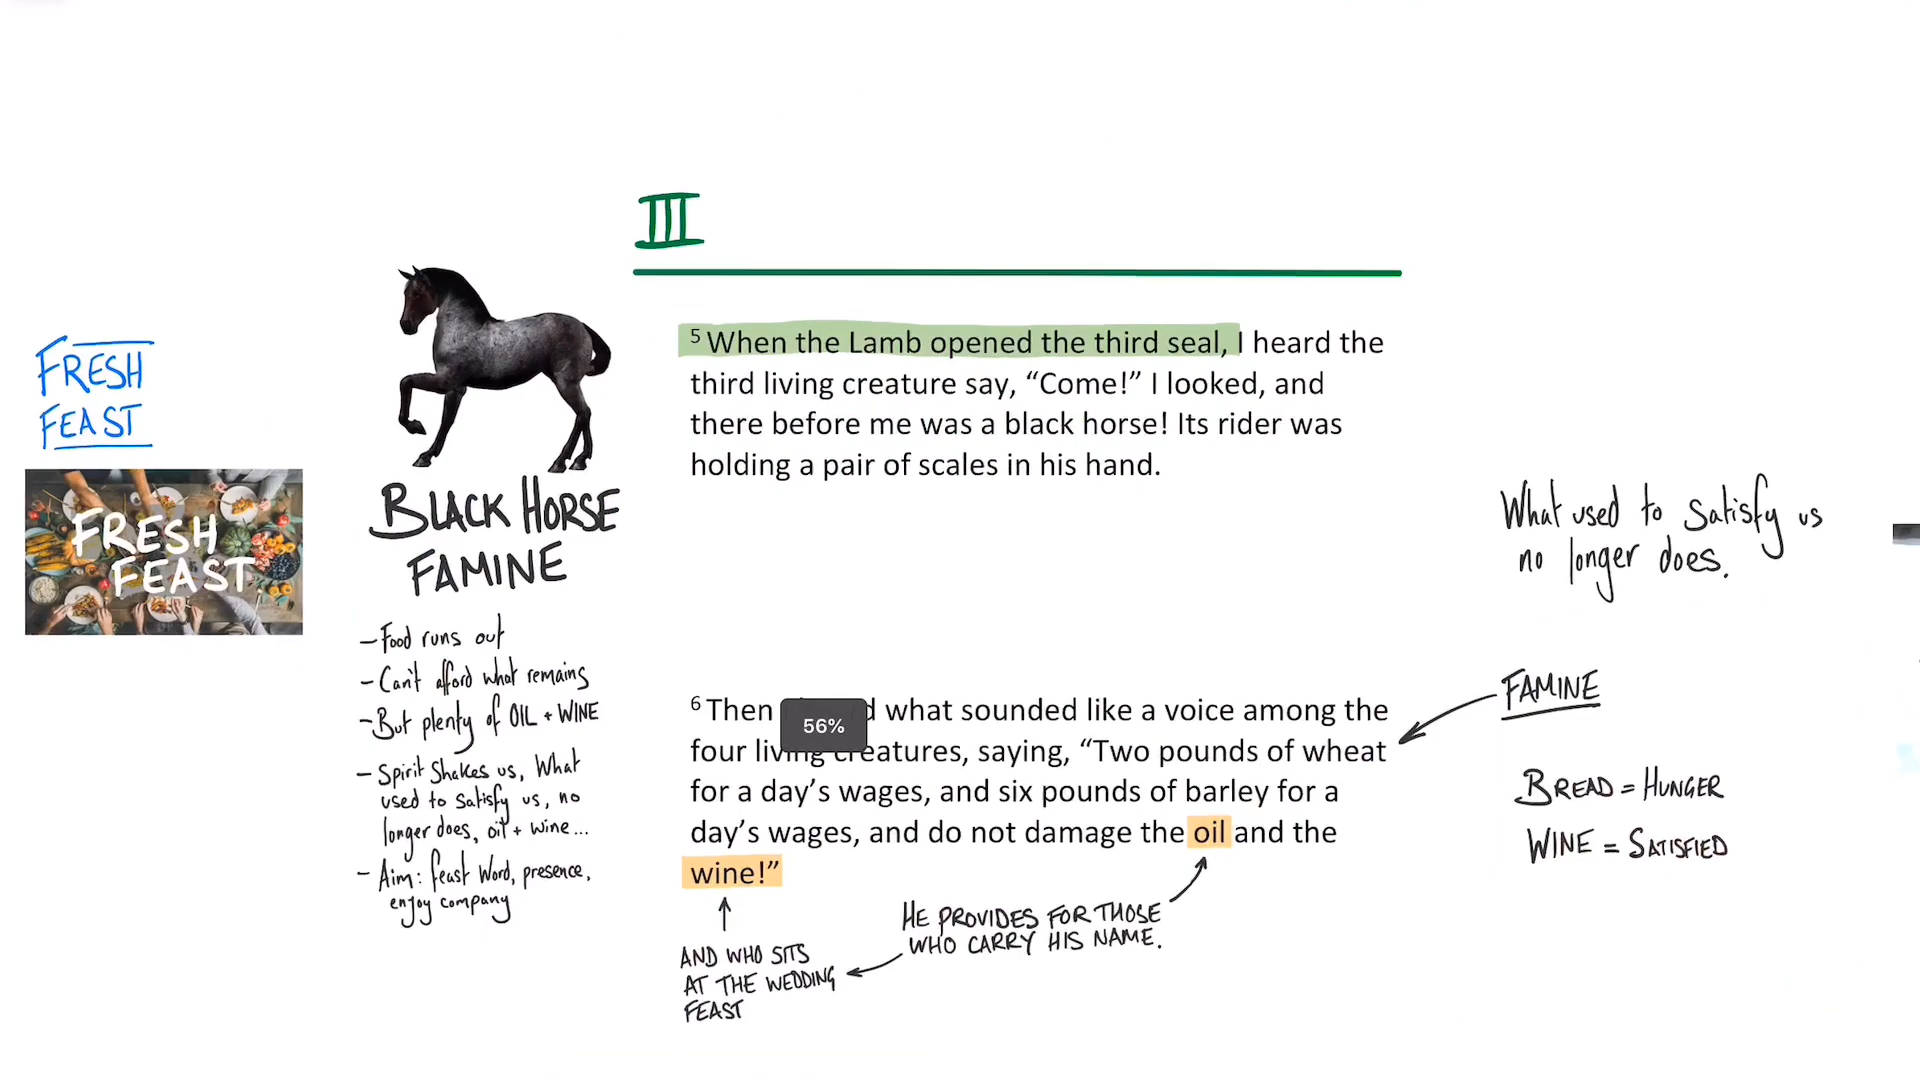 III
FRESH
FEAST
FRESH
FEAST
BLACK HORSE
FAMINE
- Food runs out
- Can't afford what remains
- But plenty of OIL + WINE
- Spirit Shakes us, What
used to satisfy us, no
longer does, oil + wine...
- Aim: feast Word, presence,
enjoy company
5 When the Lamb opened the third seal, I heard the
third living creature say, “Come!” I looked, and
there before me was a black horse! Its rider was
holding a pair of scales in his hand.
6 Then what sounded like a voice among the
56%
four living creatures, saying, “Two pounds of wheat
for a day’s wages, and six pounds of barley for a
day’s wages, and do not damage the oil and the
wine!”
HE PROVIDES FOR THOSE
WHO CARRY HIS NAME.
AND WHO SITS
AT THE WEDDING
FEAST
What used to satisfy us
no longer does.
FAMINE
BREAD = HUNGER
WINE = SATISFIED